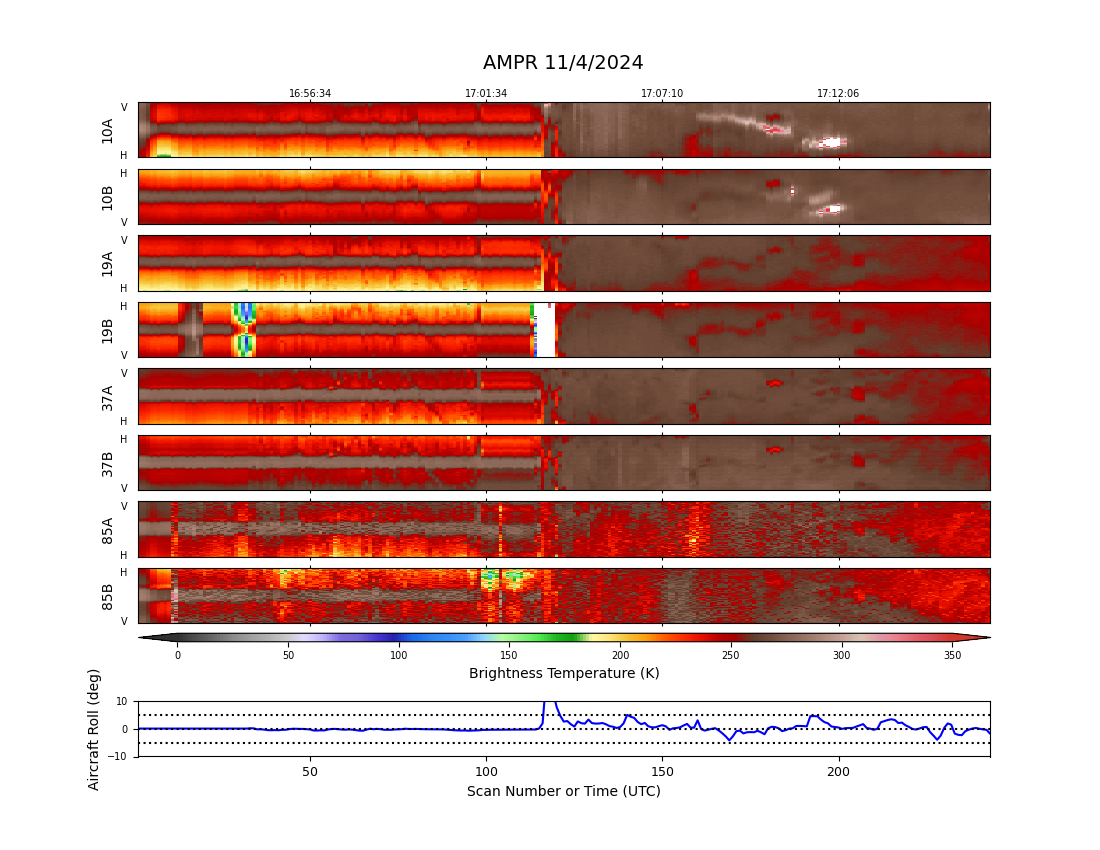 AMPR 11/4/2024
16:56:34 17:01:34 17:07:10 17:12:06
V
10A
H
H
10B
V
V
19A
H
H
19B
V
V
37A
H
H
37B
V
V
85A
H
H
85B
V
0 50 100 150 200 250 300 350
Brightness Temperature (K)
Aircraft Roll (deg)
10
0
−10
50 100 150 200
Scan Number or Time (UTC)